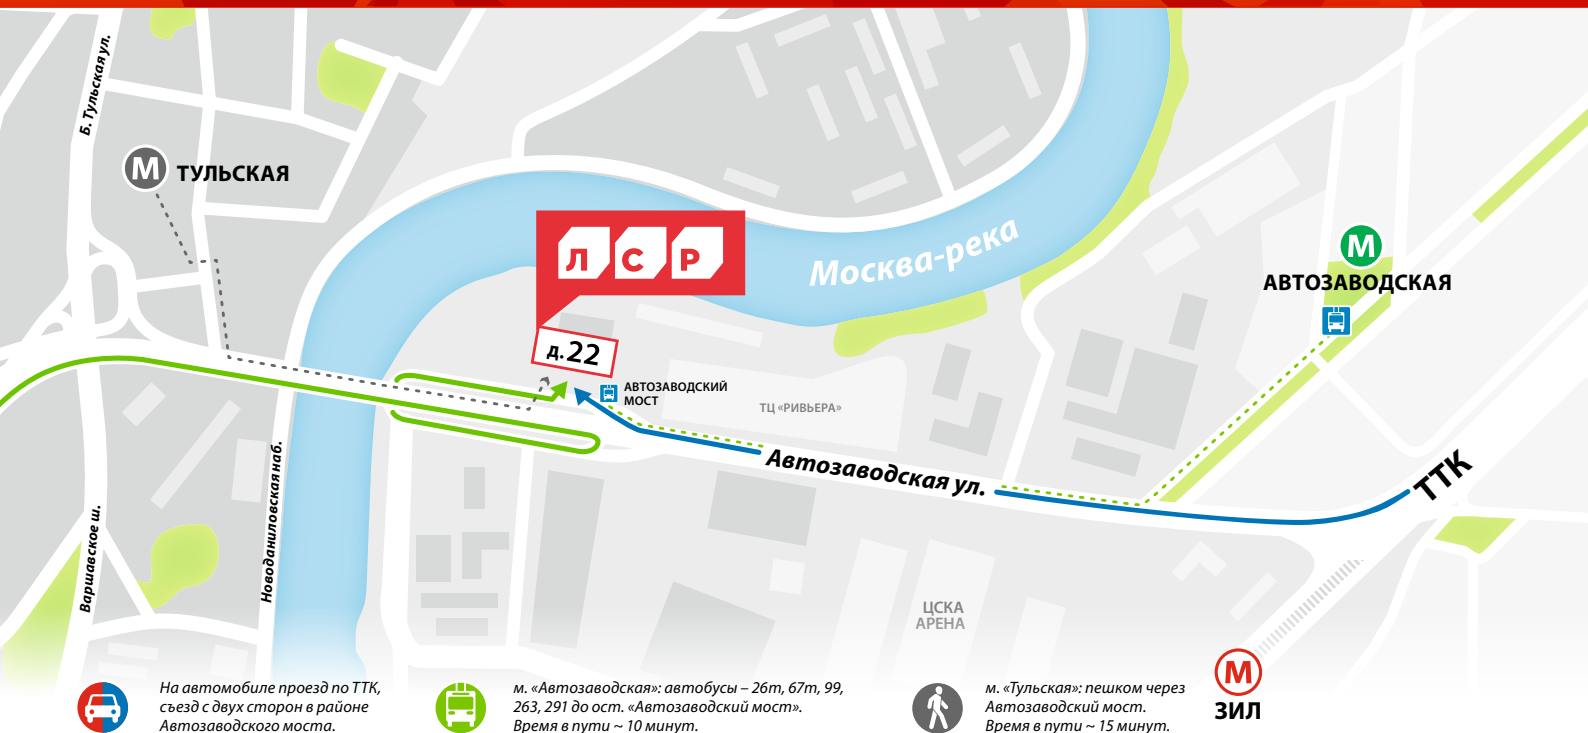 Б. Тульская ул.
М
ТУЛЬСКАЯ
ЛСР
д.22
Москва-река
М
АВТОЗАВОДСКАЯ
АВТОЗАВОДСКИЙ
МОСТ
ТЦ «РИВЬЕРА»
Автозаводская ул.
ТТК
Варшавское ш.
Новоданиловская наб.
ЦСКА
АРЕНА
М
ЗИЛ
На автомобиле проезд по ТТК,
съезд с двух сторон в районе
Автозаводского моста.
м. «Автозаводская»: автобусы – 26т, 67т, 99,
263, 291 до ост. «Автозаводский мост».
Время в пути ~ 10 минут.
м. «Тульская»: пешком через
Автозаводский мост.
Время в пути ~ 15 минут.